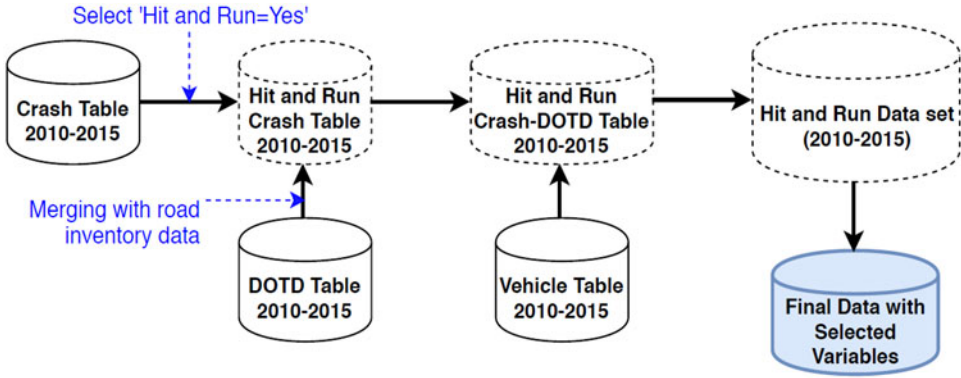 Select 'Hit and Run=Yes'
Crash Table
2010-2015
Hit and Run
Crash Table
2010-2015
Hit and Run
Crash-DOTD Table
2010-2015
Hit and Run Data set
(2010-2015)
Merging with road
inventory data
DOTD Table
2010-2015
Vehicle Table
2010-2015
Final Data with
Selected
Variables